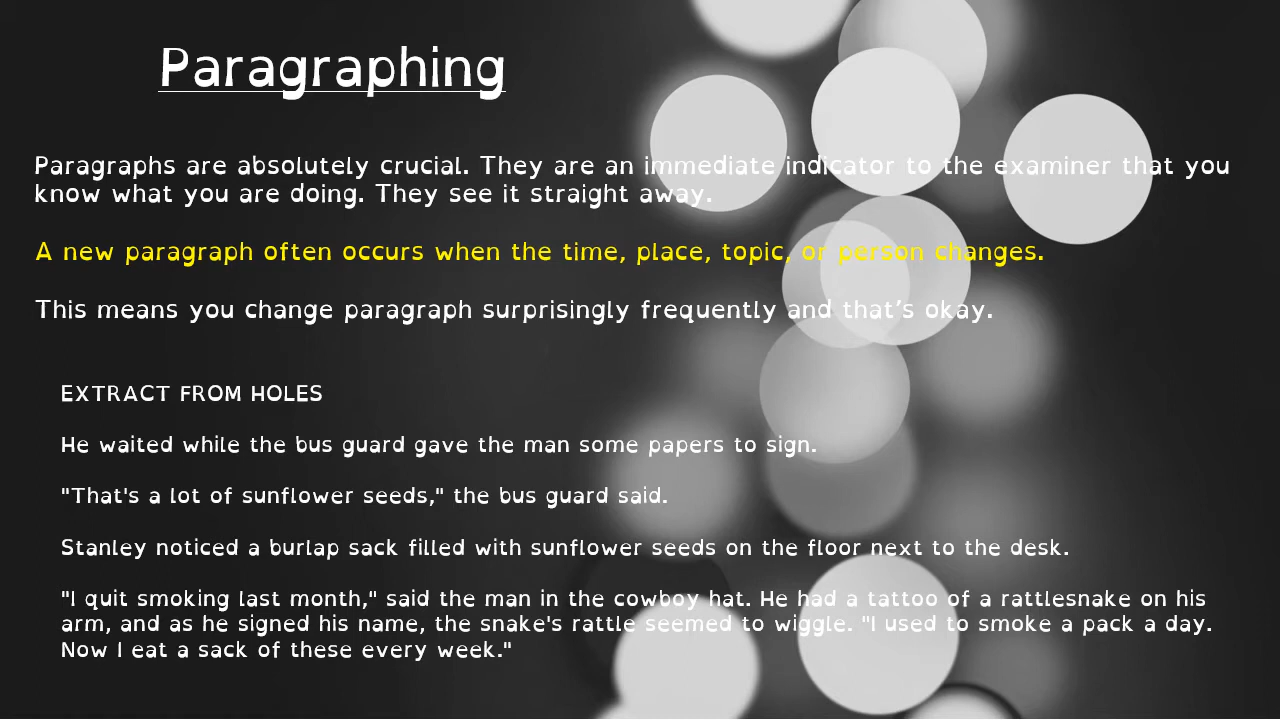 Paragraphing
Paragraphs are absolutely crucial. They are an immediate indicator to the examiner that you
know what you are doing. They see it straight away.
A new paragraph often occurs when the time, place, topic, or person changes.
This means you change paragraph surprisingly frequently and that’s okay.
EXTRACT FROM HOLES
He waited while the bus guard gave the man some papers to sign.
"That's a lot of sunflower seeds," the bus guard said.
Stanley noticed a burlap sack filled with sunflower seeds on the floor next to the desk.
"I quit smoking last month," said the man in the cowboy hat. He had a tattoo of a rattlesnake on his
arm, and as he signed his name, the snake's rattle seemed to wiggle. "I used to smoke a pack a day.
Now I eat a sack of these every week."